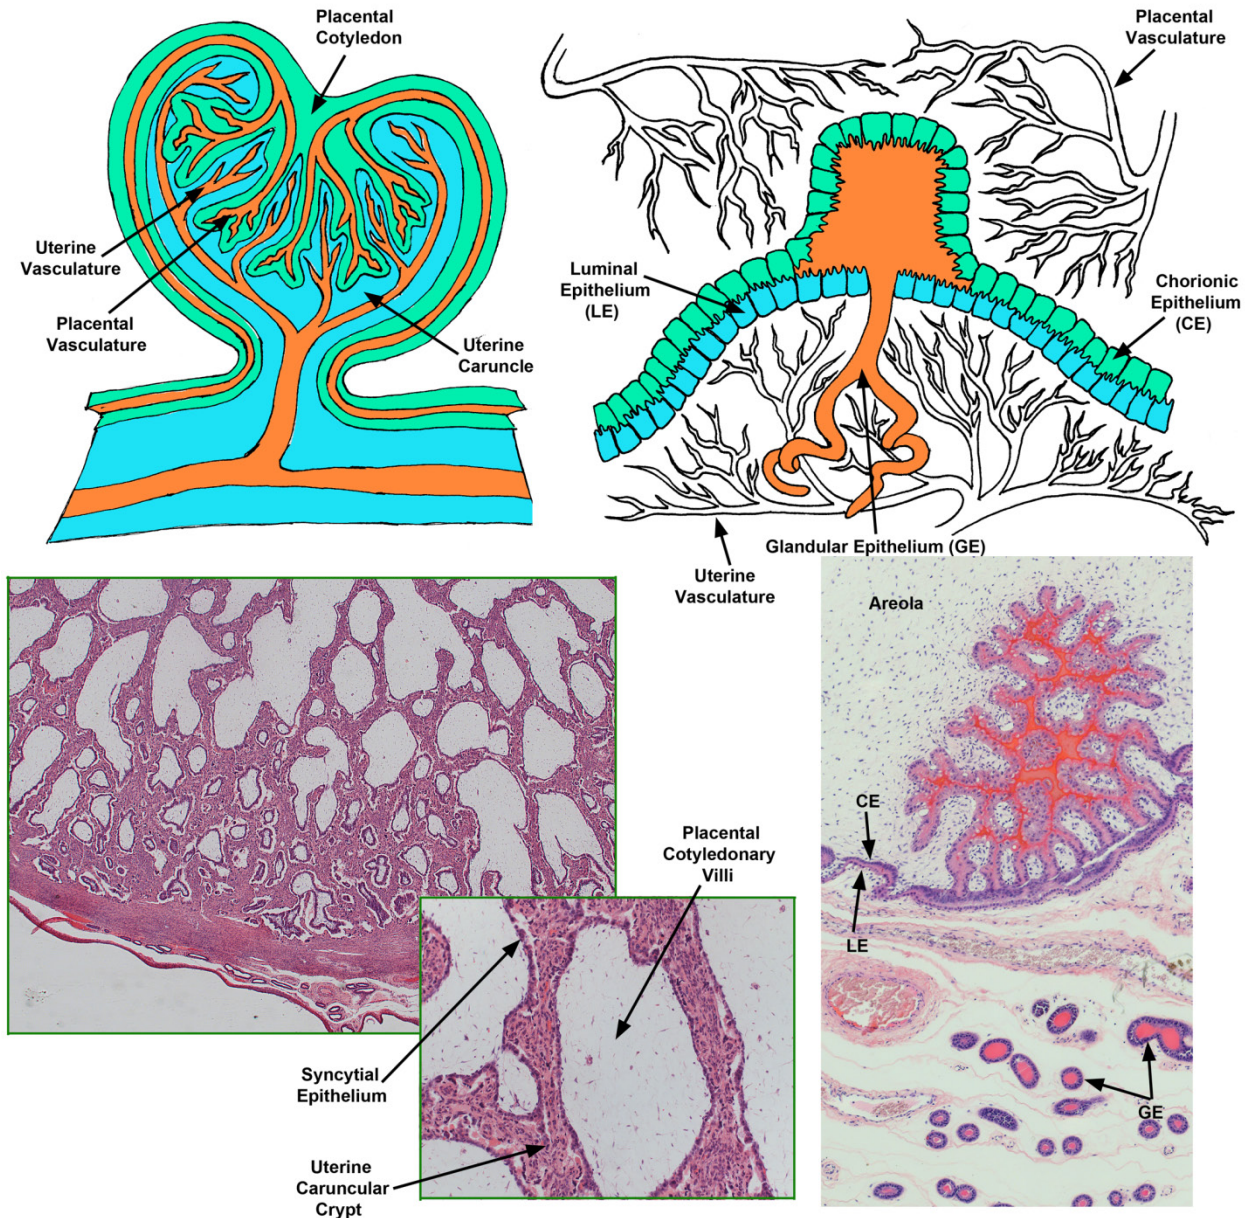 Placental
Cotyledon
Uterine
Vasculature
Placental
Vasculature
Uterine
Caruncle
Placental
Vasculature
Luminal
Epithelium
(LE)
Chorionic
Epithelium
(CE)
Glandular Epithelium (GE)
Uterine
Vasculature
Placental
Cotyledonary
Villi
Syncytial
Epithelium
Uterine
Caruncular
Crypt
Areola
CE
LE
GE